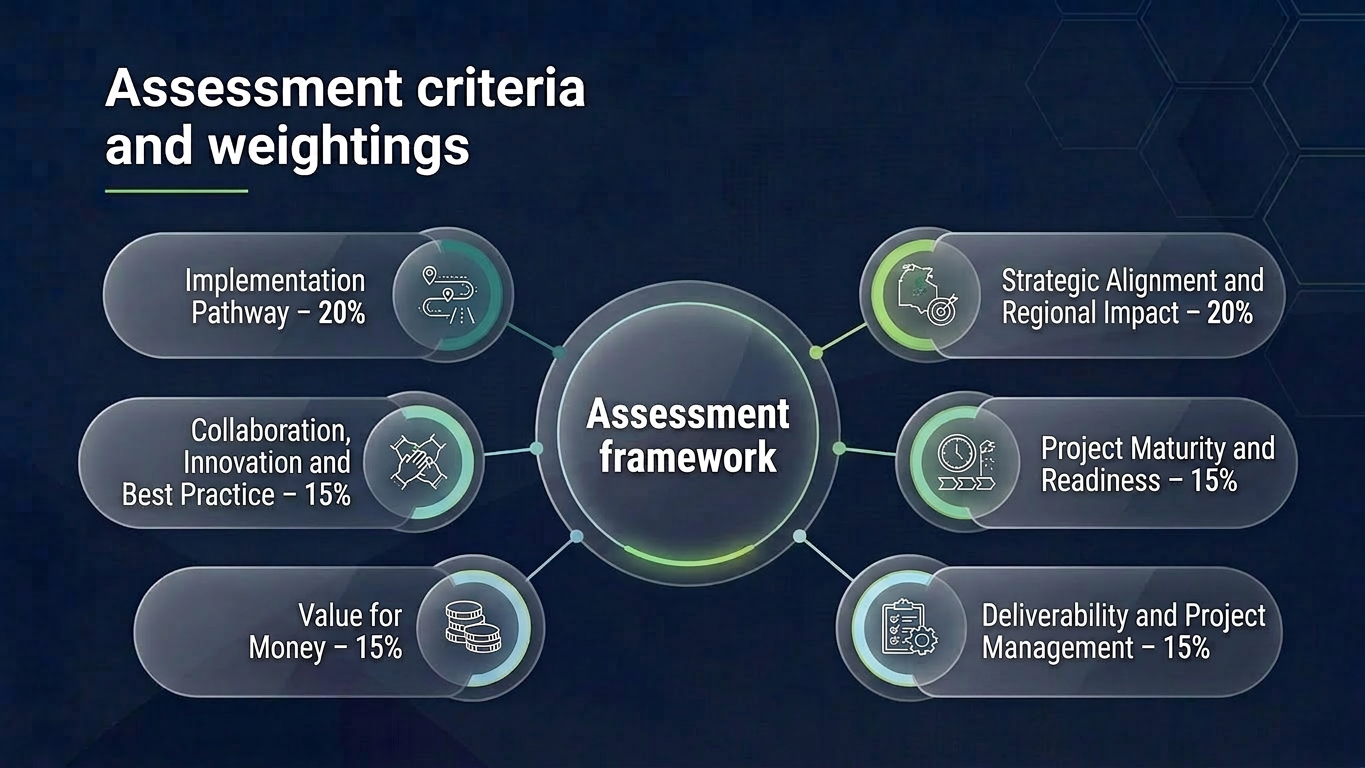 Assessment criteria
and weightings
Implementation
Pathway – 20%
Collaboration,
Innovation and
Best Practice – 15%
Value for
Money – 15%
Assessment
framework
Strategic Alignment and
Regional Impact – 20%
Project Maturity and
Readiness – 15%
Deliverability and Project
Management – 15%